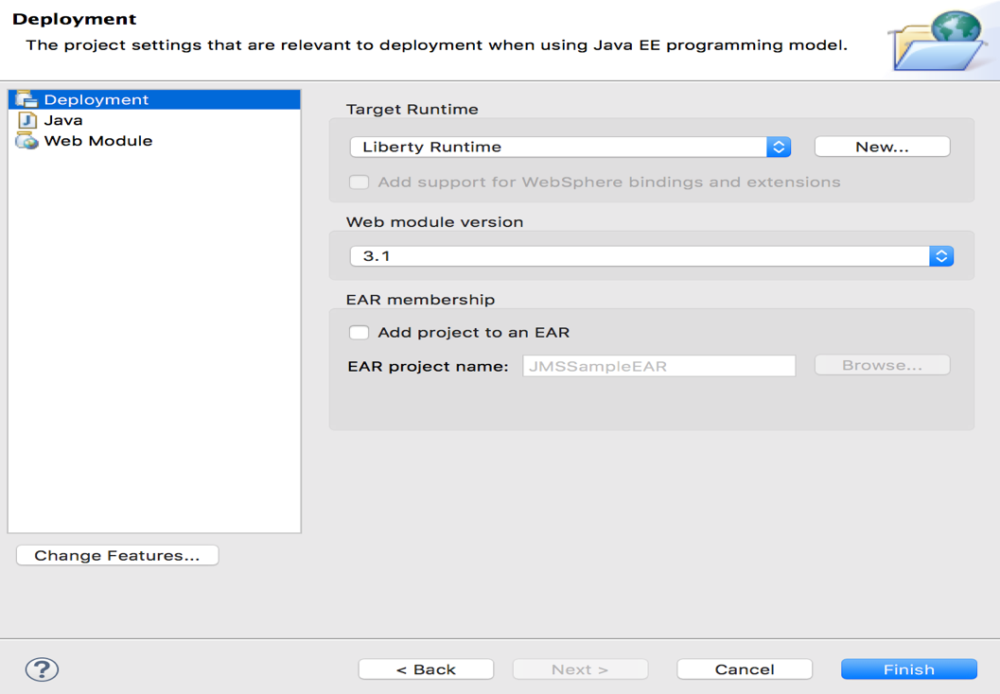 Deployment
The project settings that are relevant to deployment when using Java EE programming model.
Deployment
Java
Web Module
Change Features...
Target Runtime
Liberty Runtime
New...
Add support for WebSphere bindings and extensions
Web module version
3.1
EAR membership
Add project to an EAR
EAR project name: JMSSampleEAR Browse...
? < Back Next > Cancel Finish